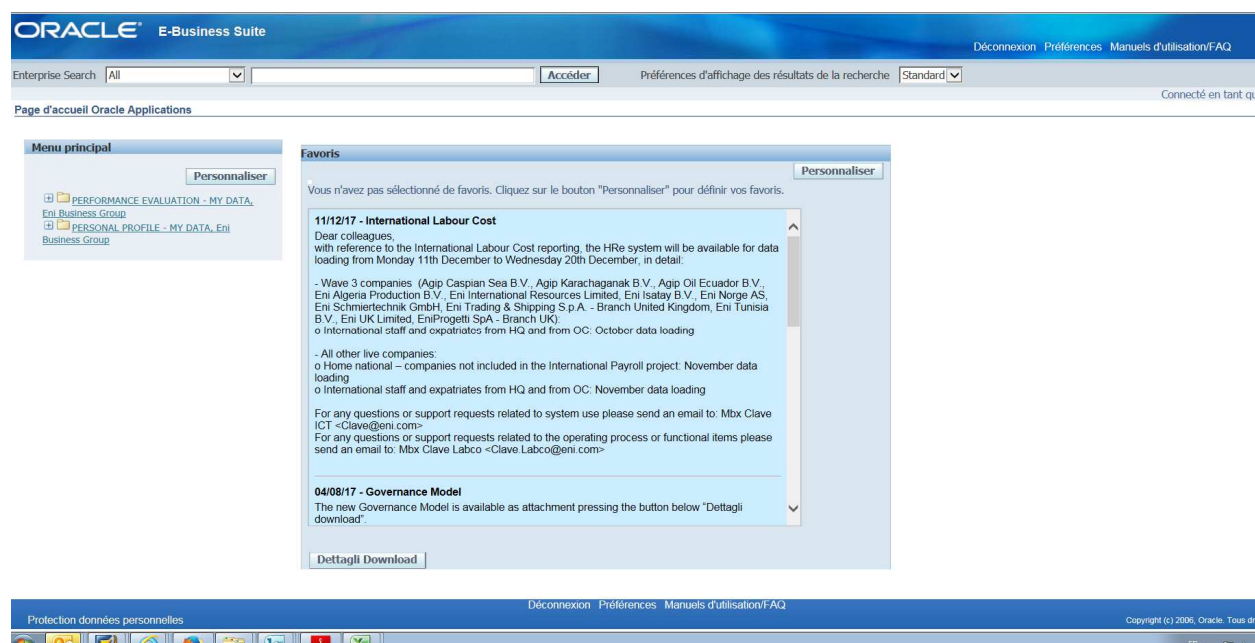 ORACLE E-Business Suite
Déconnexion Préférences Manuels d'utilisation/FAQ
Enterprise Search All Accéder Préférences d'affichage des résultats de la recherche Standard
Connecté en tant qu
Page d'accueil Oracle Applications
Menu principal
Personnaliser
PERFORMANCE EVALUATION - MY DATA,
Eni Business Group
PERSONAL PROFILE - MY DATA, Eni
Business Group
Favoris
Personnaliser
Vous n'avez pas sélectionné de favoris. Cliquez sur le bouton "Personnaliser" pour définir vos favoris.
11/12/17 - International Labour Cost
Dear colleagues,
with reference to the International Labour Cost reporting, the HRe system will be available for data
loading from Monday 11th December to Wednesday 20th December, in detail:
- Wave 3 companies (Agip Caspian Sea B.V., Agip Karachaganak B.V., Agip Oil Ecuador B.V.,
Eni Algeria Production B.V., Eni International Resources Limited, Eni Isatay B.V., Eni Norge AS,
Eni Schmiertechnik GmbH, Eni Trading & Shipping S.p.A. - Branch United Kingdom, Eni Tunisia
B.V., Eni UK Limited, EniProgetti SpA - Branch UK):
o International staff and expatriates from HQ and from OC: October data loading
- All other live companies:
o Home national – companies not included in the International Payroll project: November data
loading
o International staff and expatriates from HQ and from OC: November data loading
For any questions or support requests related to system use please send an email to: Mbx Clave
ICT <Clave@eni.com>
For any questions or support requests related to the operating process or functional items please
send an email to: Mbx Clave Labco <Clave.Labco@eni.com>
04/08/17 - Governance Model
The new Governance Model is available as attachment pressing the button below "Dettagli
download".
Dettagli Download
Déconnexion Préférences Manuels d'utilisation/FAQ
Protection données personnelles
Copyright (c) 2006, Oracle. Tous d